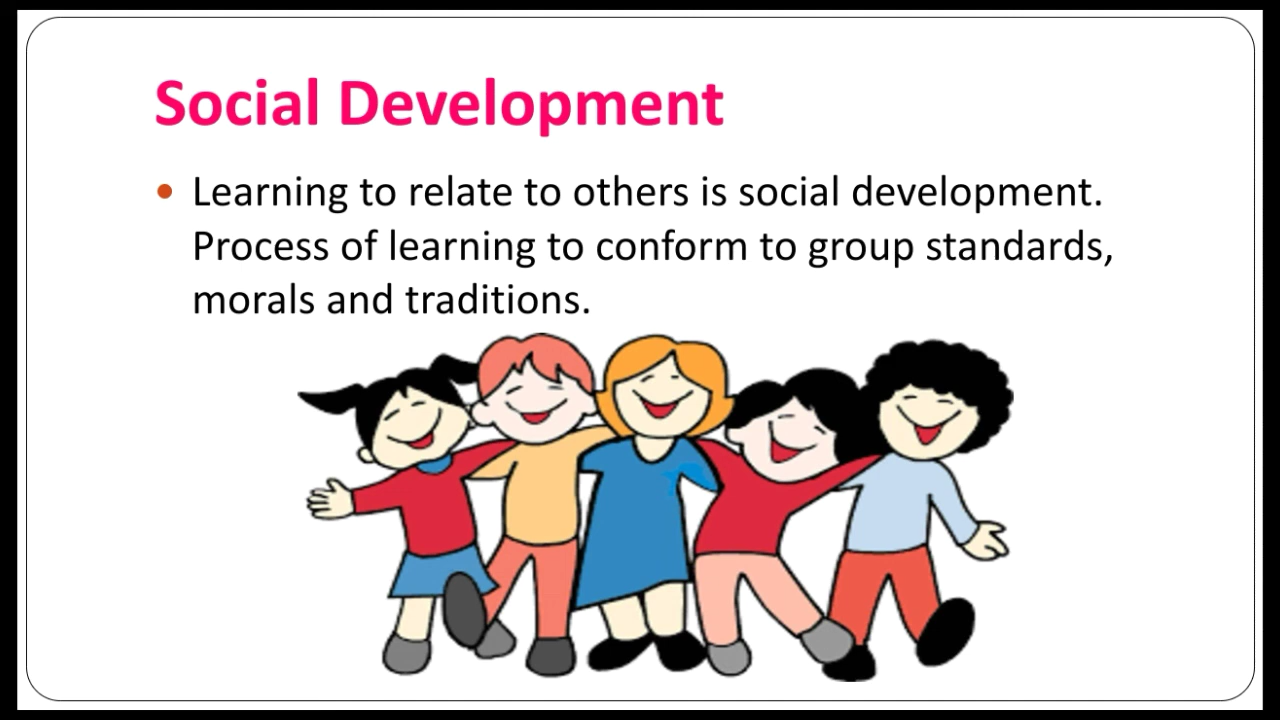 Social Development
• Learning to relate to others is social development.
Process of learning to conform to group standards,
morals and traditions.